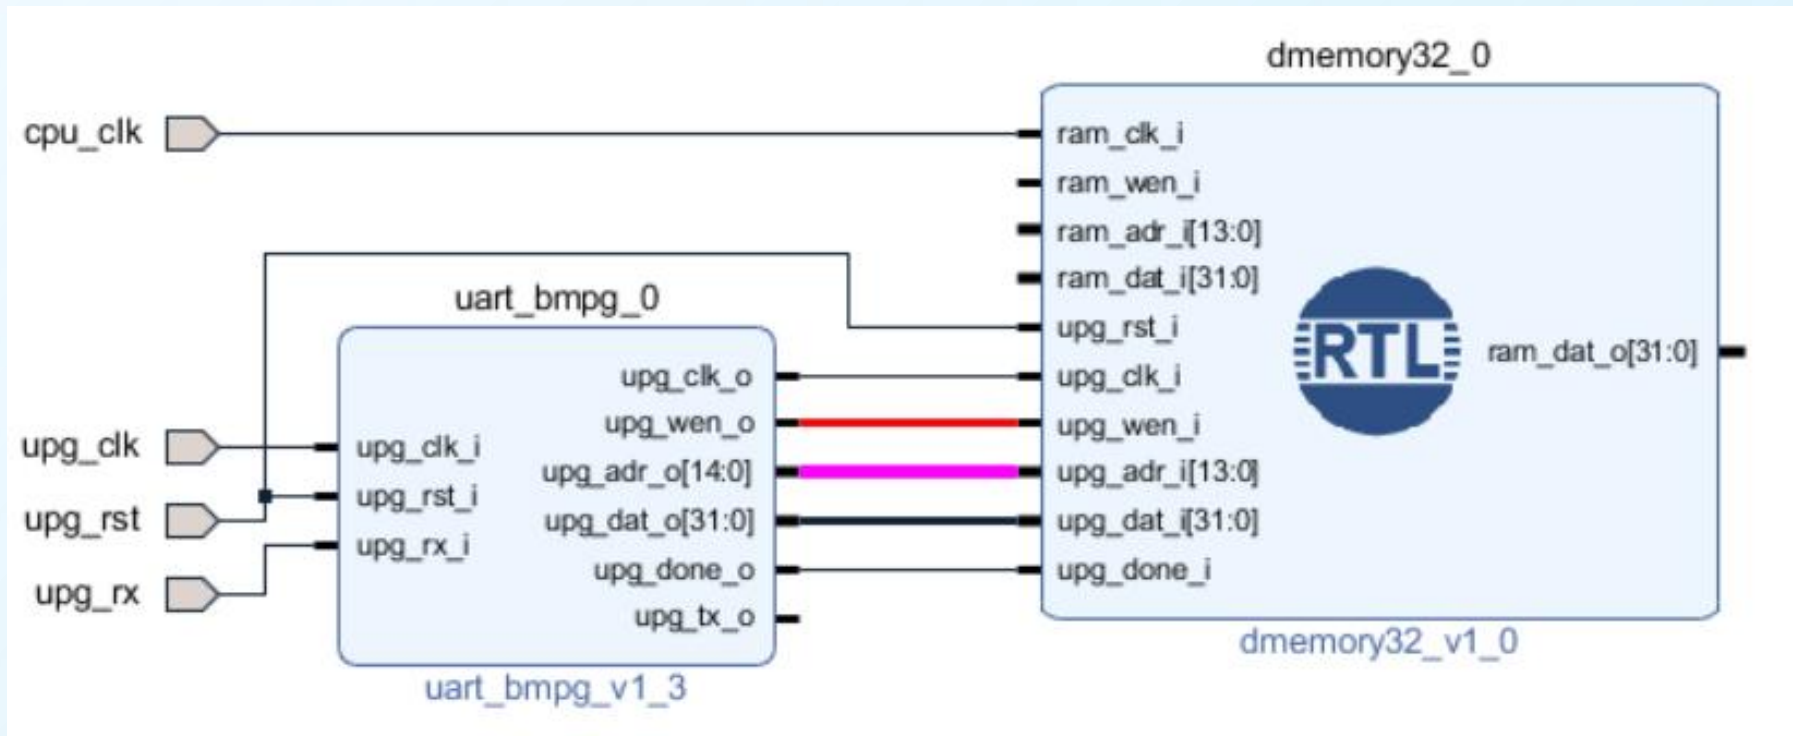 dmemory32_0
cpu_clk
ram_clk_i
ram_wen_i
ram_adr_i[13:0]
ram_dat_i[31:0]
upg_rst_i
upg_clk_i
upg_wen_i
upg_adr_i[13:0]
upg_dat_i[31:0]
upg_done_i
RTL
ram_dat_o[31:0]
dmemory32_v1_0
uart_bmpg_0
upg_clk
upg_rst
upg_rx
upg_clk_i
upg_rst_i
upg_rx_i
upg_clk_o
upg_wen_o
upg_adr_o[14:0]
upg_dat_o[31:0]
upg_done_o
upg_tx_o
uart_bmpg_v1_3